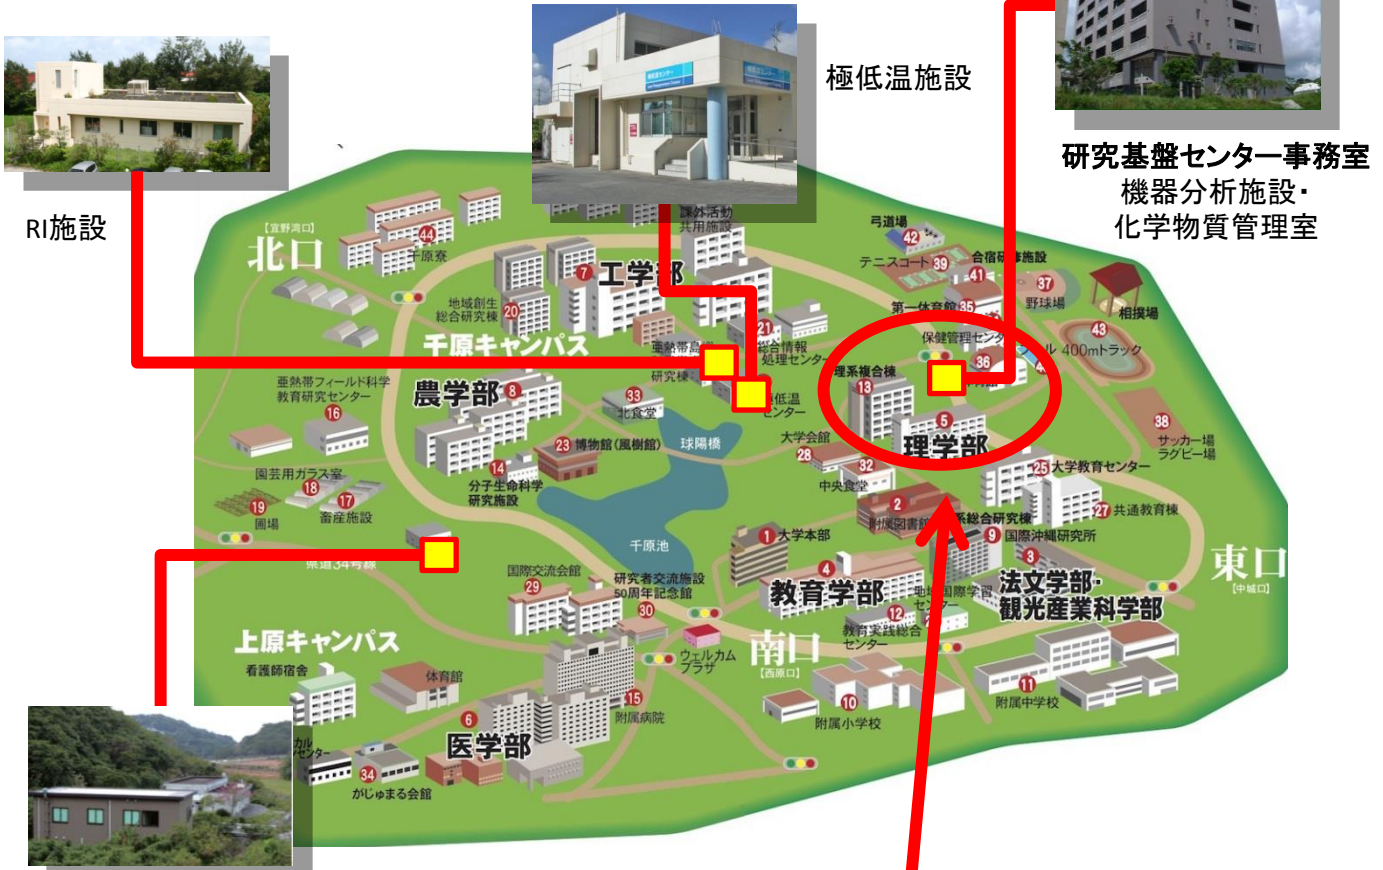 極低温施設
研究基盤センター事務室
機器分析施設・
化学物質管理室
RI施設
【宜野湾口】
北口
44
千原寮
課外活動
共用施設
弓道場
42
テニスコート
39
合宿研修施設
41
37
野球場
相撲場
43
400mトラック
第一体育館
35
保健管理センター
36
地域創生
総合研究棟
20
7
工学部
千原キャンパス
21
総合情報
処理センター
亜熱帯島
研究棟
極低温
センター
理系複合棟
13
5
理学部
亜熱帯フィールド科学
教育研究センター
16
農学部
8
33
北食堂
球陽橋
大学会館
28
32
中央食堂
38
サッカー場
ラグビー場
23
博物館(風樹館)
14
分子生命科学
研究施設
園芸用ガラス室
18
17
畜産施設
19
圃場
県道34号線
25
大学教育センター
27
共通教育棟
2
附属図書館
系総合研究棟
9
国際沖縄研究所
3
法文学部・
観光産業科学部
東口
【中城口】
千原池
1
大学本部
4
教育学部
12
教育実践総合
センター
国際学習
センター
国際交流会館
29
研究者交流施設
50周年記念館
30
ウェルカム
プラザ
南口
【西原口】
上原キャンパス
看護師宿舎
体育館
15
附属病院
6
医学部
34
がじゅまる会館
10
附属小学校
11
附属中学校